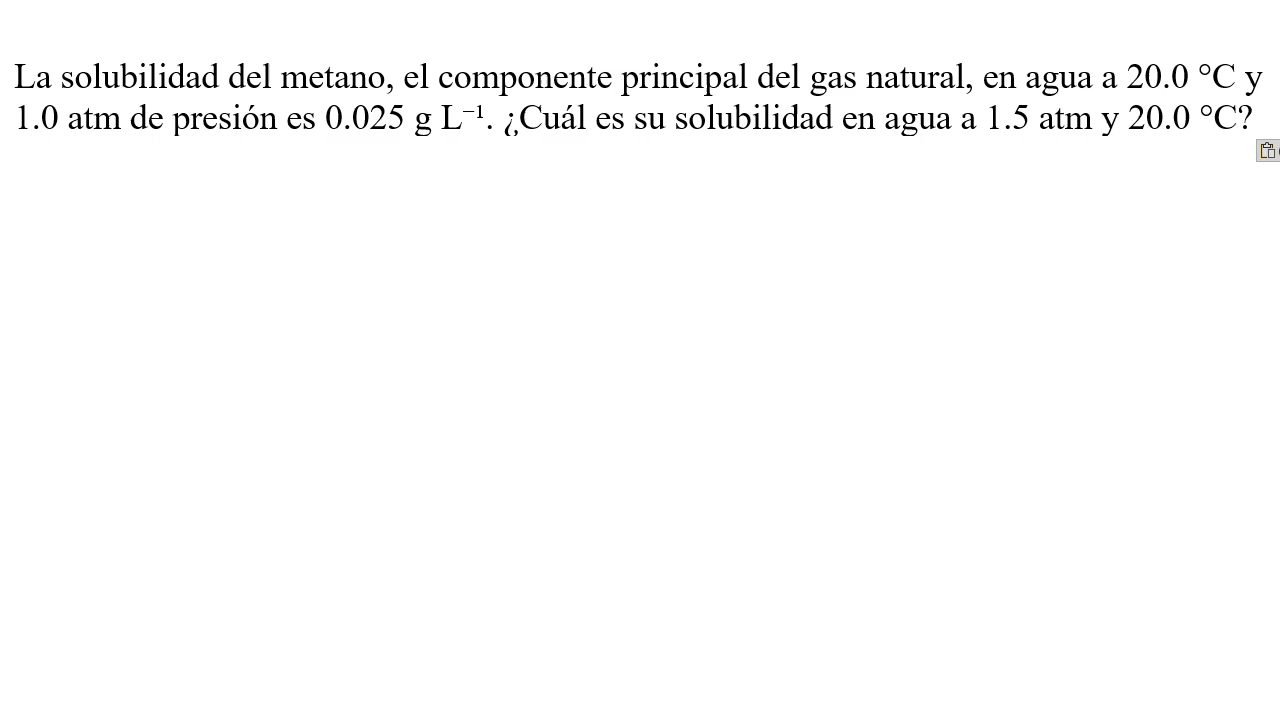 La solubilidad del metano, el componente principal del gas natural, en agua a 20.0 °C y
1.0 atm de presión es 0.025 g L⁻¹. ¿Cuál es su solubilidad en agua a 1.5 atm y 20.0 °C?